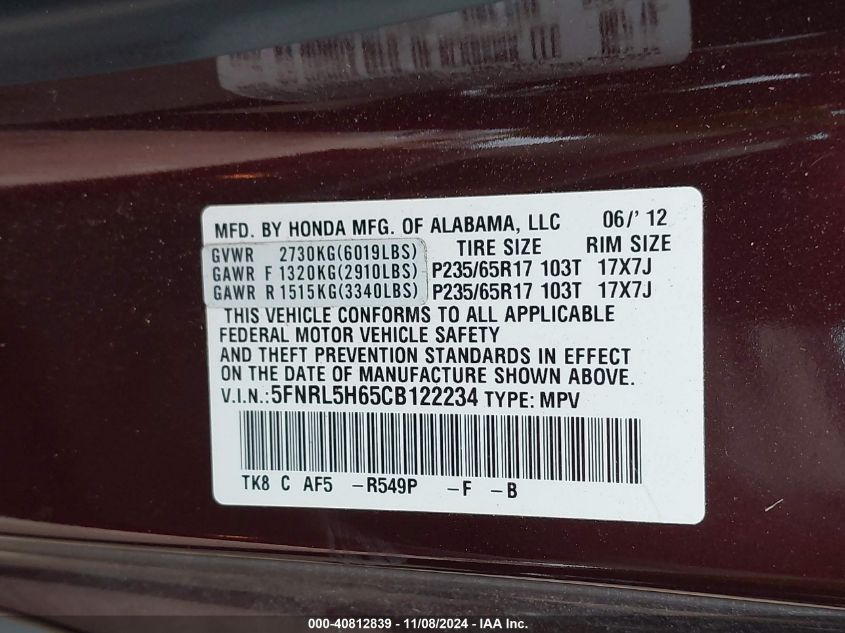 MFD. BY HONDA MFG. OF ALABAMA, LLC 06/'12
GVWR 2730KG(6019LBS) TIRE SIZE RIM SIZE
GAWR F 1320KG(2910LBS) P235/65R17 103T 17X7J
GAWR R 1515KG(3340LBS) P235/65R17 103T 17X7J
THIS VEHICLE CONFORMS TO ALL APPLICABLE
FEDERAL MOTOR VEHICLE SAFETY
AND THEFT PREVENTION STANDARDS IN EFFECT
ON THE DATE OF MANUFACTURE SHOWN ABOVE.
V.I.N.:5FNRL5H65CB122234 TYPE: MPV
TK8 C AF5 -R549P -F -B
000-40812839 - 11/08/2024 - IAA Inc.